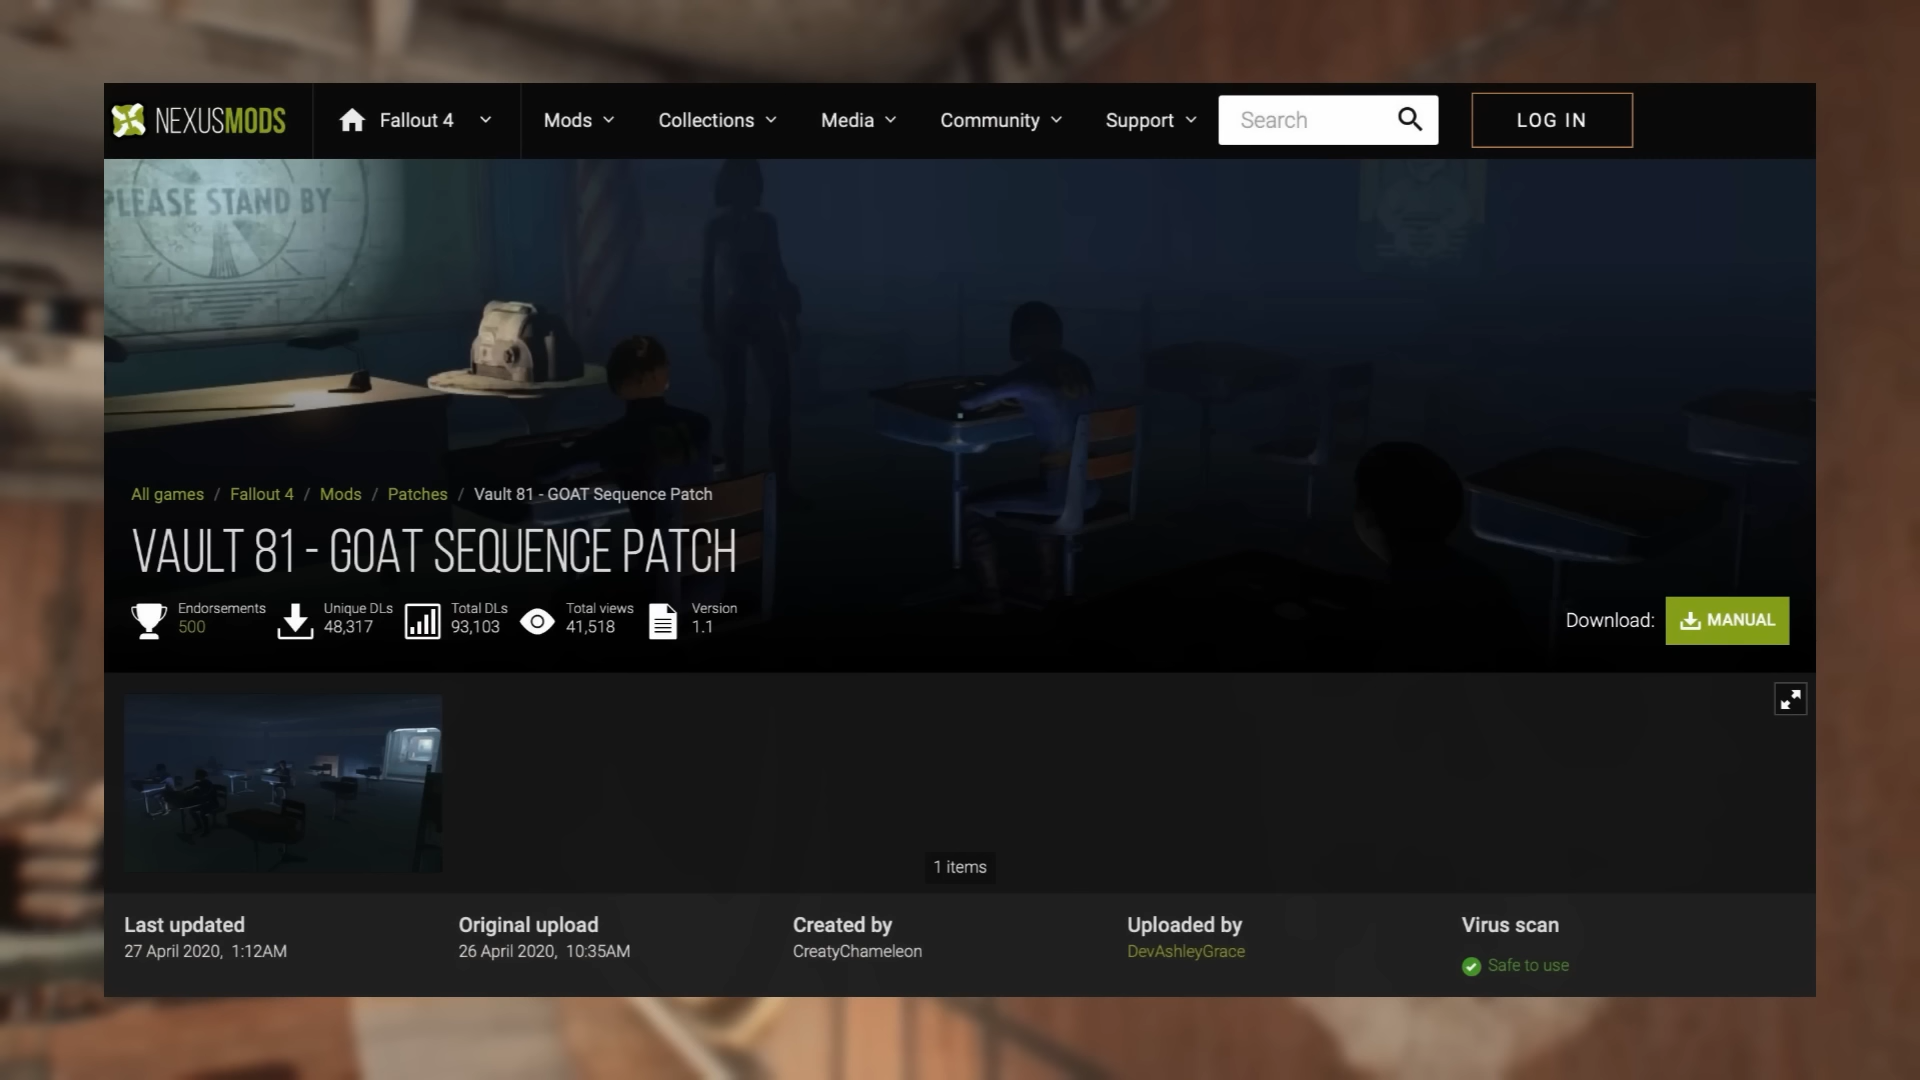 NEXUSMODS
Fallout 4
Mods
Collections
Media
Community
Support
Search
LOG IN
PLEASE STAND BY
All games / Fallout 4 / Mods / Patches / Vault 81 - GOAT Sequence Patch
VAULT 81 - GOAT SEQUENCE PATCH
Endorsements
500
Unique DLs
48,317
Total DLs
93,103
Total views
41,518
Version
1.1
Download:
MANUAL
1 items
Last updated
27 April 2020, 1:12AM
Original upload
26 April 2020, 10:35AM
Created by
CreatyChameleon
Uploaded by
DevAshleyGrace
Virus scan
Safe to use